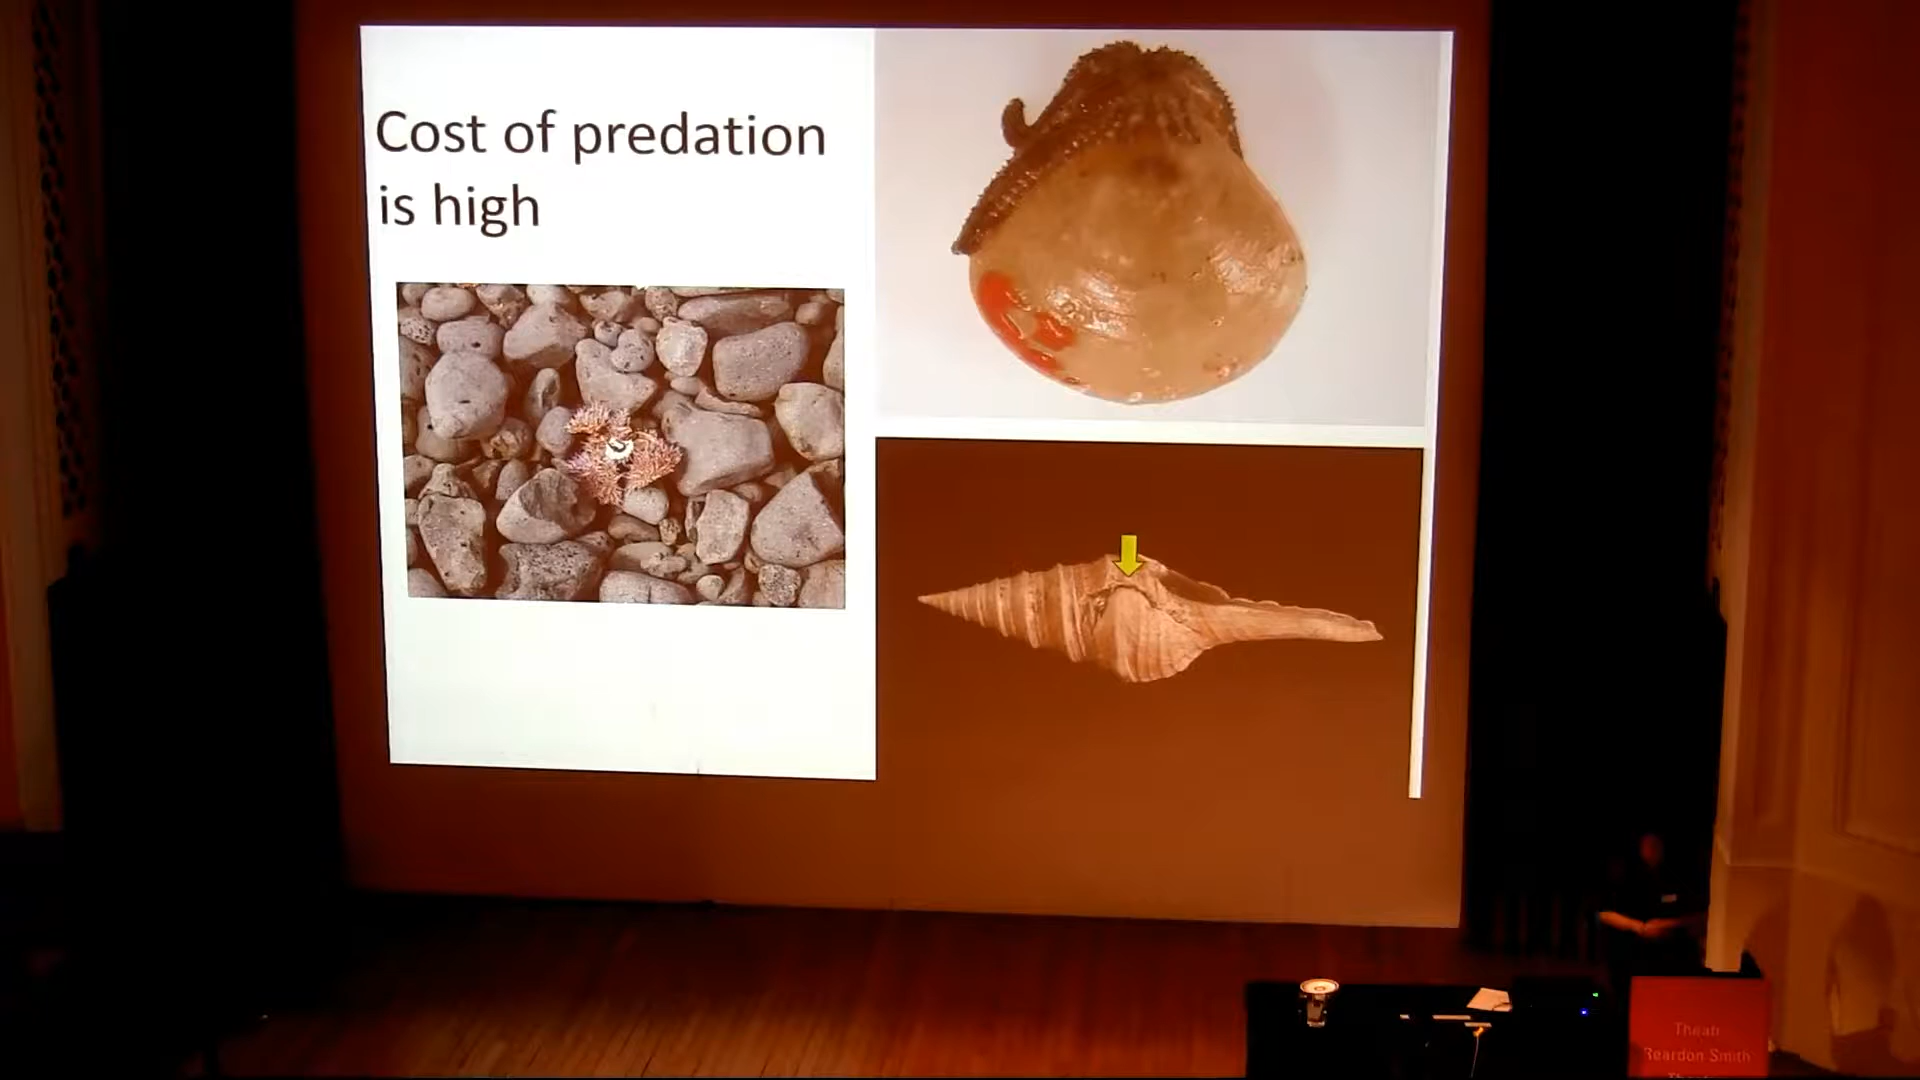 Cost of predation
is high
Reardon Smith